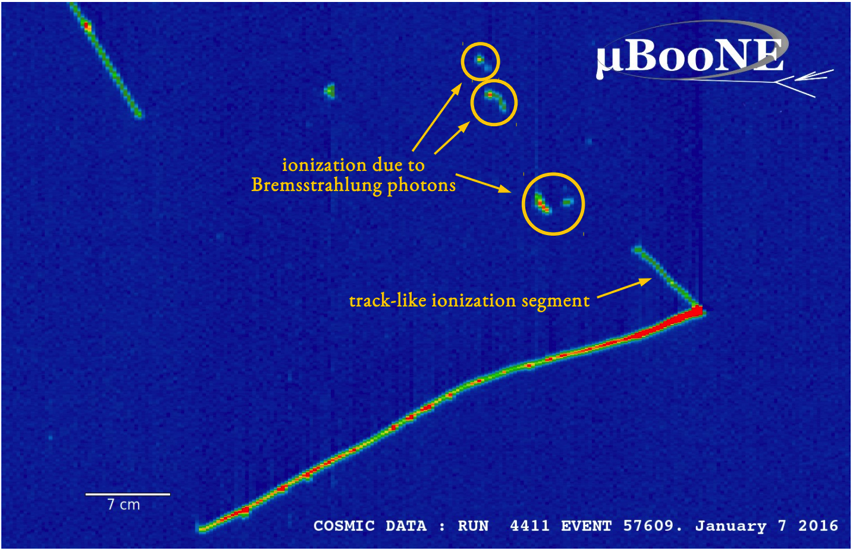 µBooNE
ionization due to
Bremsstrahlung photons
track-like ionization segment
7 cm
COSMIC DATA : RUN 4411 EVENT 57609. January 7 2016